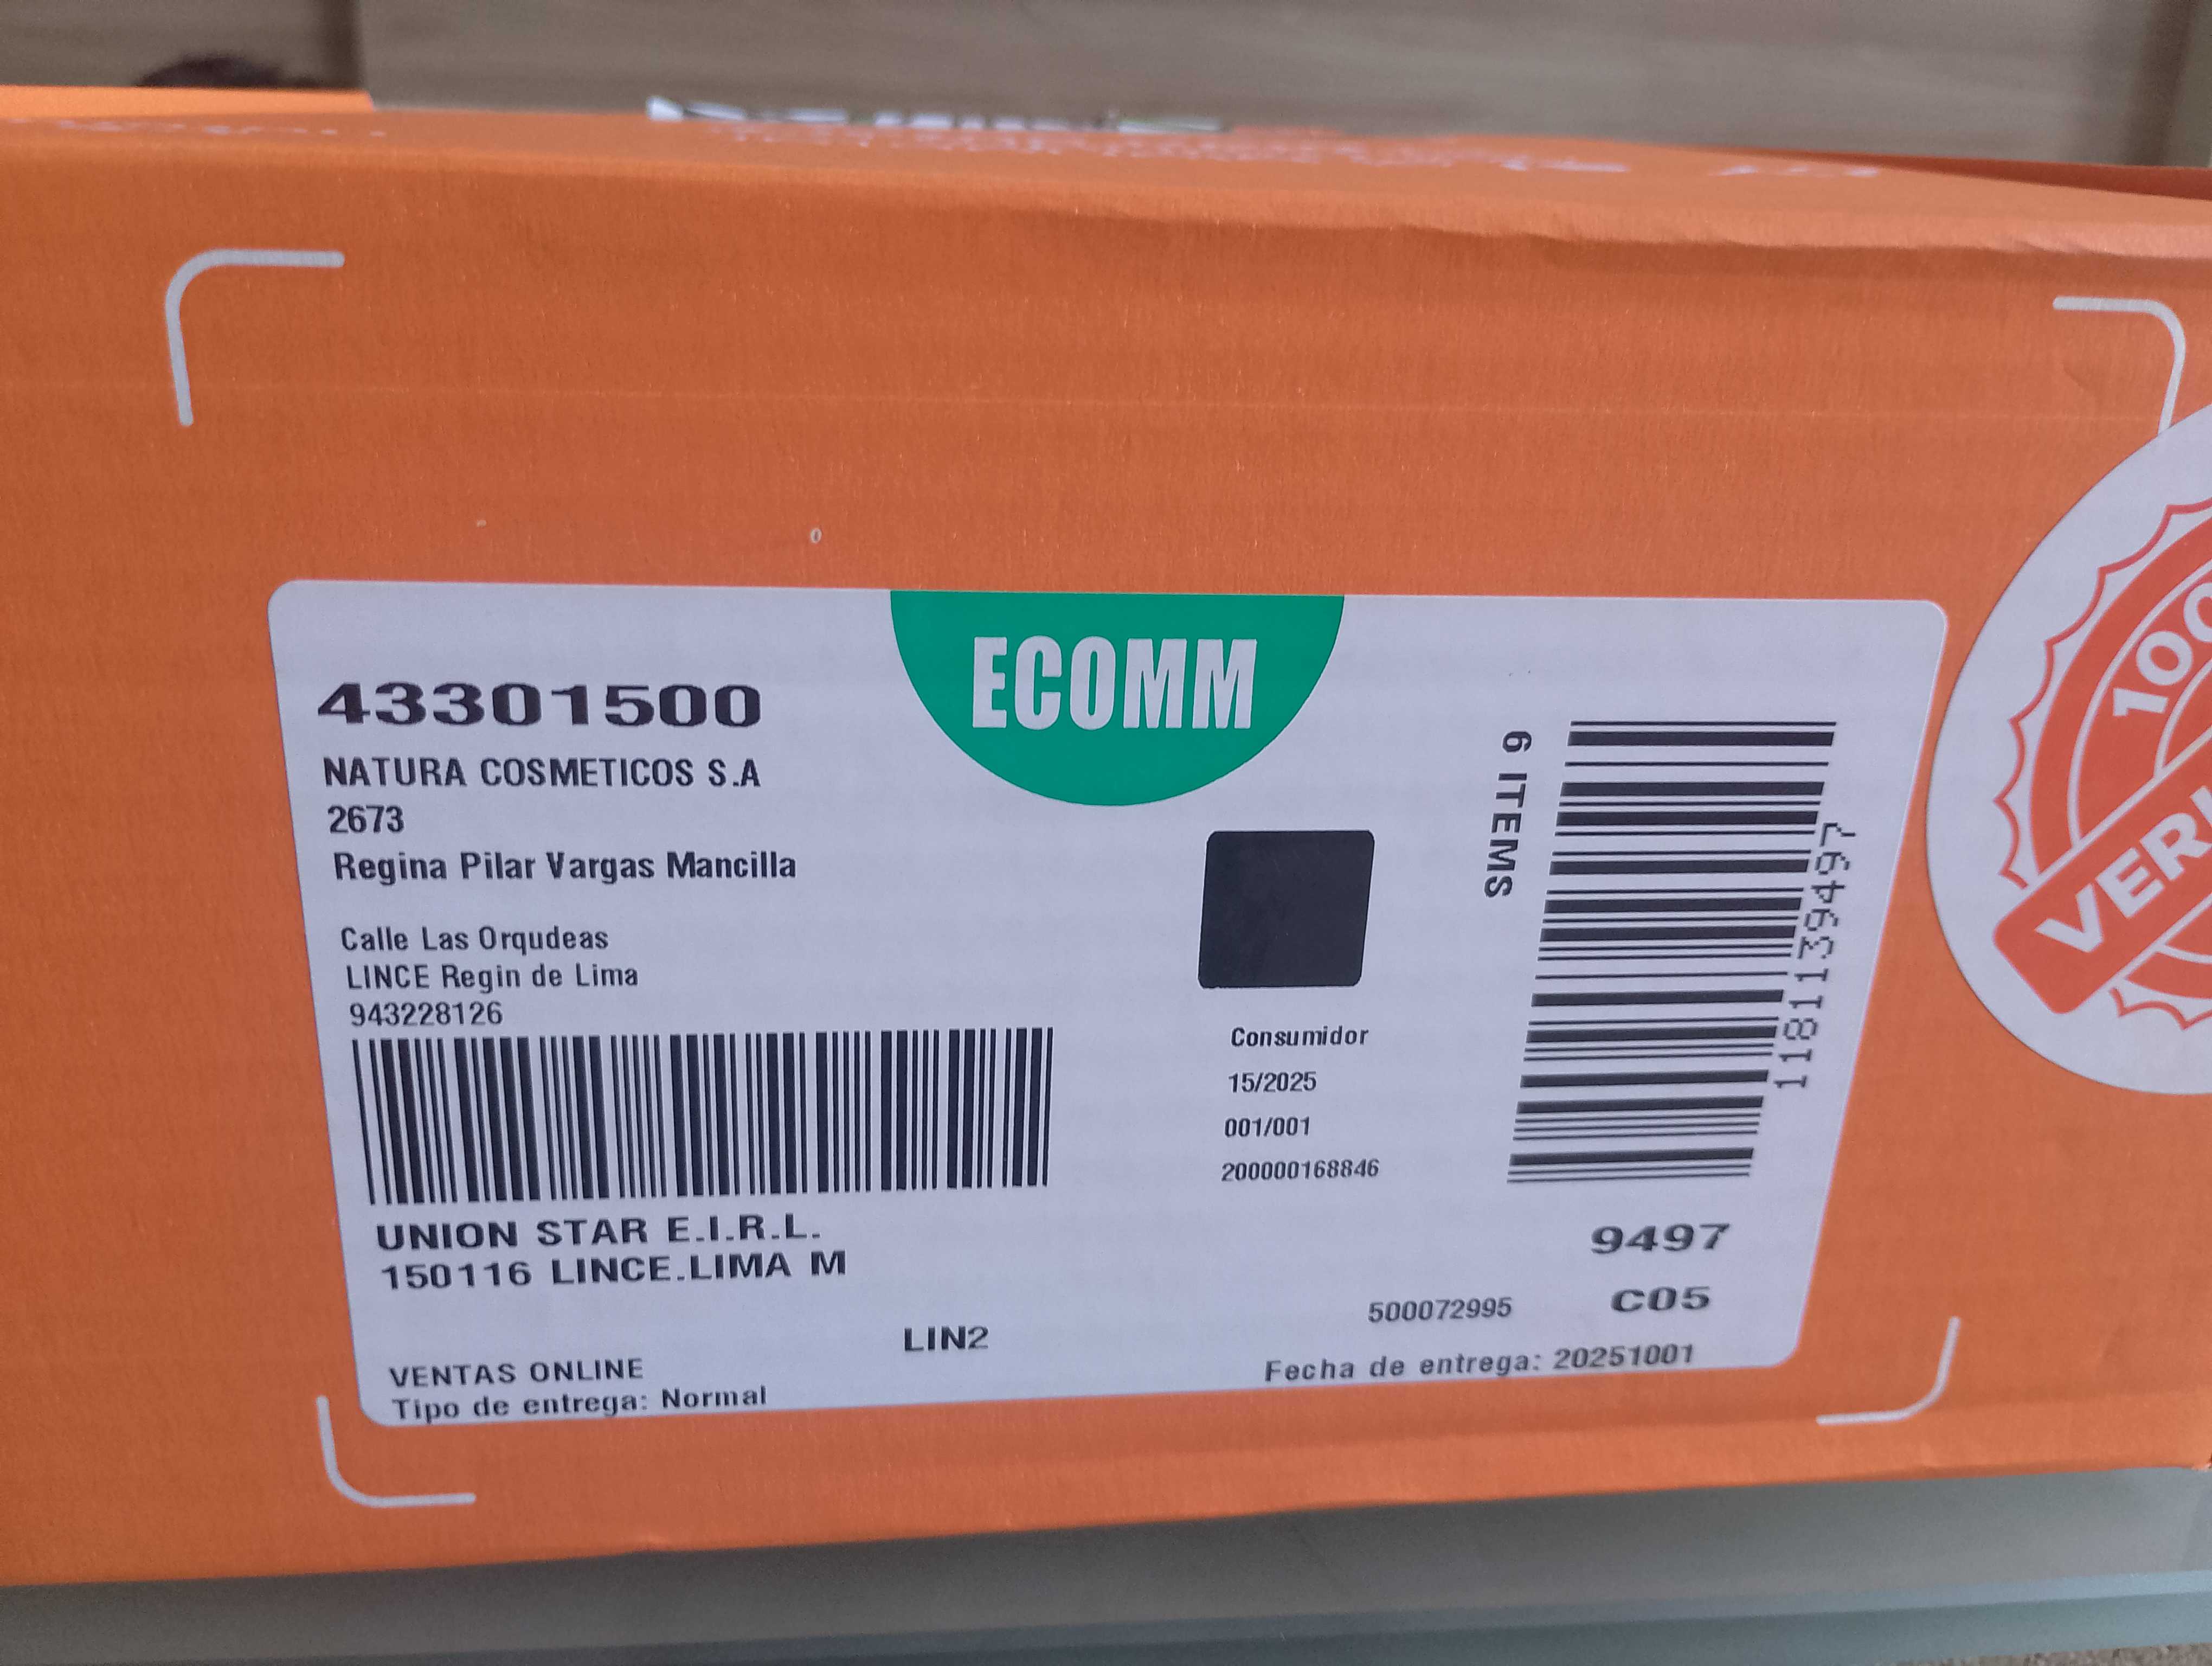 ECOMM
43301500
NATURA COSMETICOS S.A
2673
Regina Pilar Vargas Mancilla
Calle Las Orqudeas
LINCE Regin de Lima
943228126
UNION STAR E.I.R.L.
150116 LINCE.LIMA M
LIN2
VENTAS ONLINE
Tipo de entrega: Normal
Consumidor
15/2025
001/001
200000168846
6 ITEMS
1181139497
9497
C05
500072995
Fecha de entrega: 20251001
100